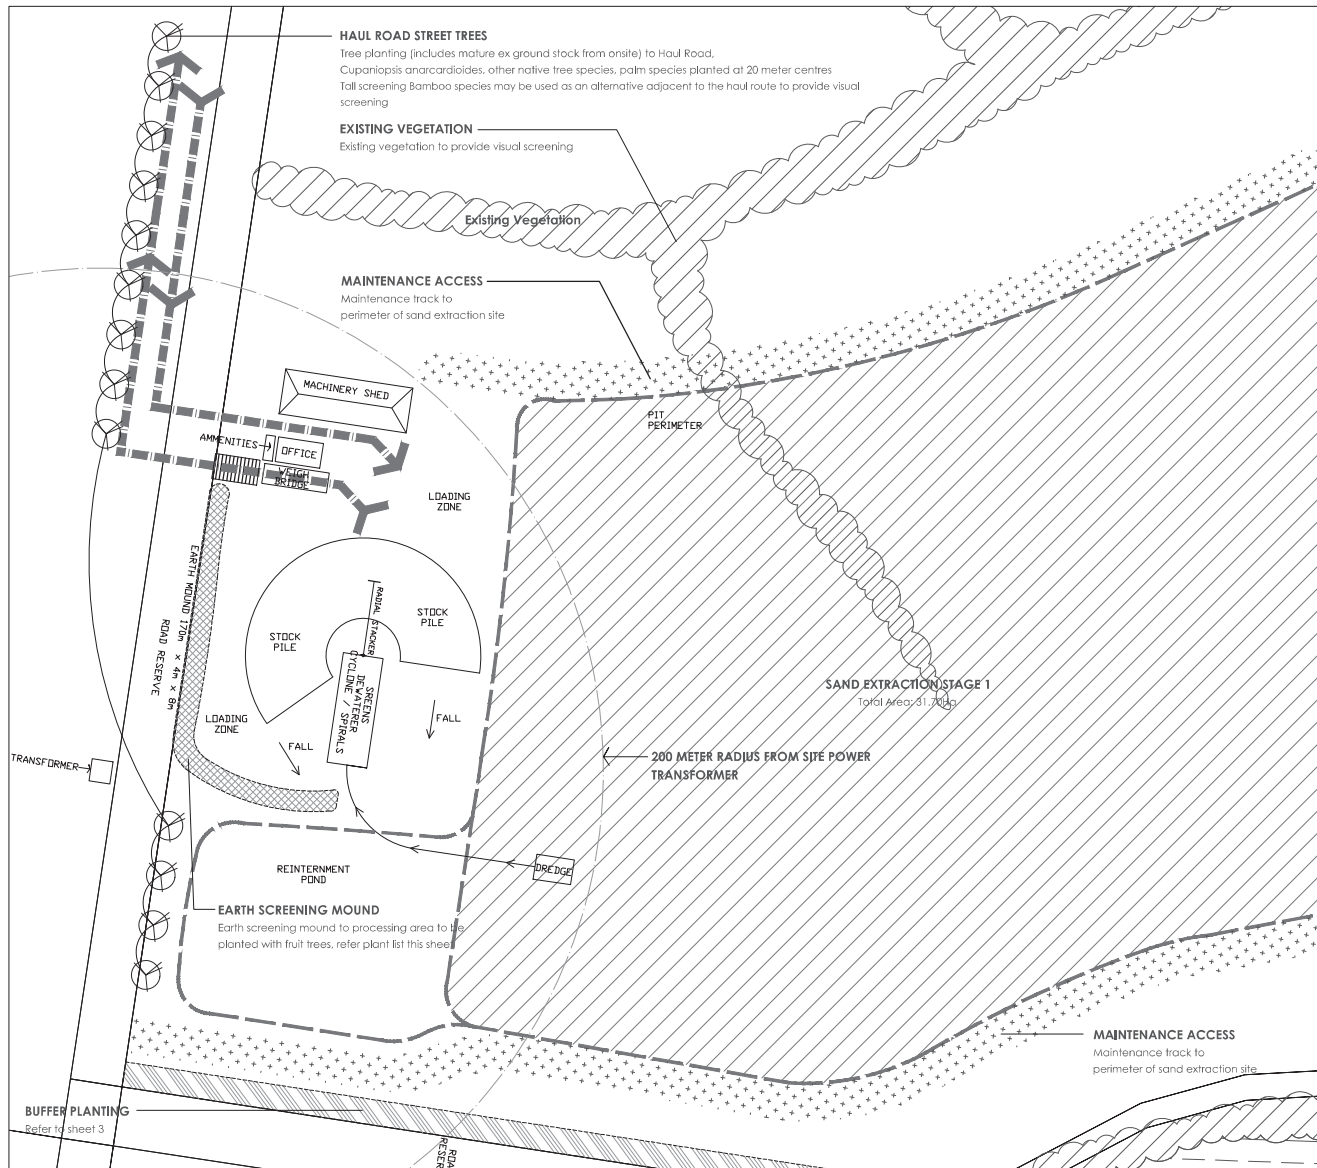 HAUL ROAD STREET TREES
Tree planting (includes mature ex ground stock from onsite) to Haul Road,
Cupaniopsis anarcardioides, other native tree species, palm species planted at 20 meter centres
Tall screening Bamboo species may be used as an alternative adjacent to the haul route to provide visual
screening
EXISTING VEGETATION
Existing vegetation to provide visual screening
Existing Vegetation
MAINTENANCE ACCESS
Maintenance track to
perimeter of sand extraction site
MACHINERY SHED
PIT
PERIMETER
AMMENITIES
OFFICE
WEIGH
BRIDGE
LOADING
ZONE
EARTH MOUND 170m x 4m x 8m
ROAD RESERVE
RADIAL STACKER
STOCK
PILE
STOCK
PILE
SREENS
DEWATERER
CYCLONE / SPIRALS
SAND EXTRACTION STAGE 1
Total Area: 31.70Ha
LOADING
ZONE
FALL
FALL
200 METER RADIUS FROM SITE POWER
TRANSFORMER
TRANSFORMER
REINTERNMENT
POND
DREDGE
EARTH SCREENING MOUND
Earth screening mound to processing area to be
planted with fruit trees, refer plant list this sheet
MAINTENANCE ACCESS
Maintenance track to
perimeter of sand extraction site
BUFFER PLANTING
Refer to sheet 3